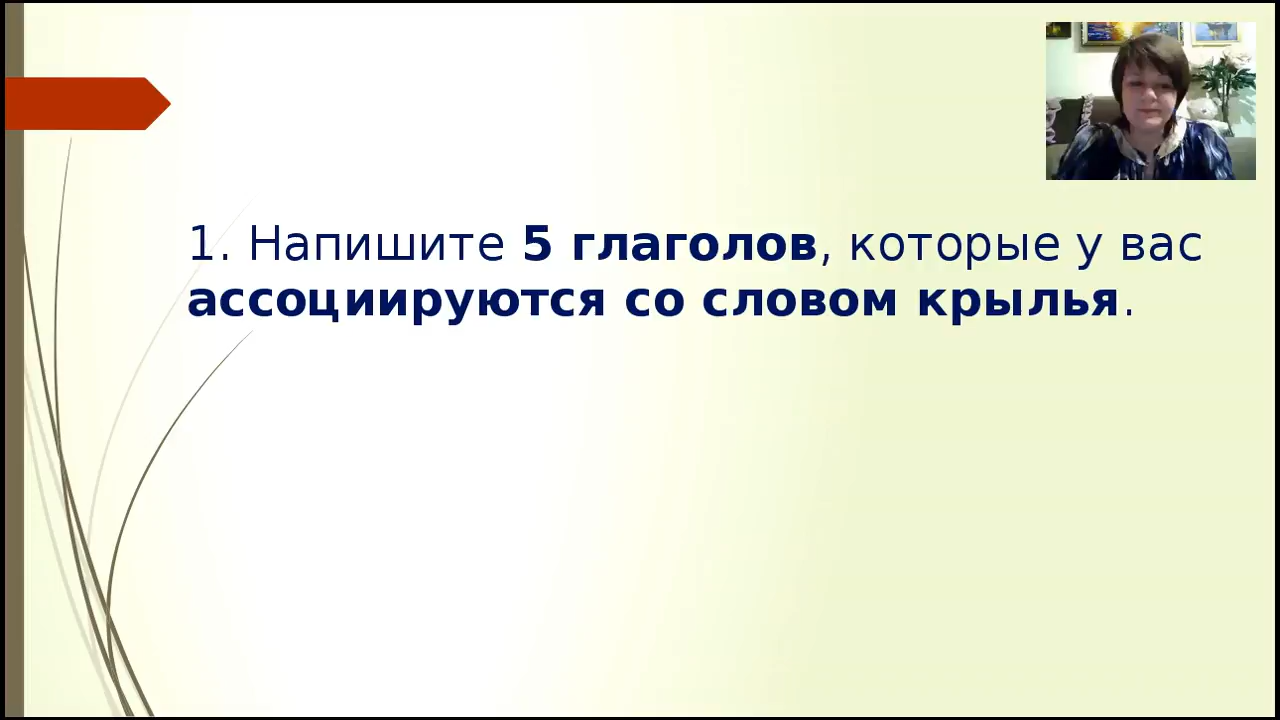 1. Напишите 5 глаголов, которые у вас
ассоциируются со словом крылья.